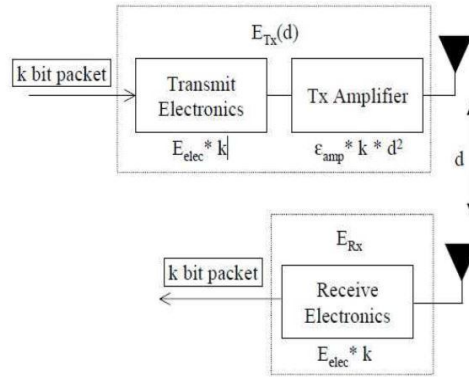 E_Tx(d)
k bit packet
Transmit
Electronics
Tx Amplifier
E_elec* k
ε_amp* k * d²
d
E_Rx
k bit packet
Receive
Electronics
E_elec* k